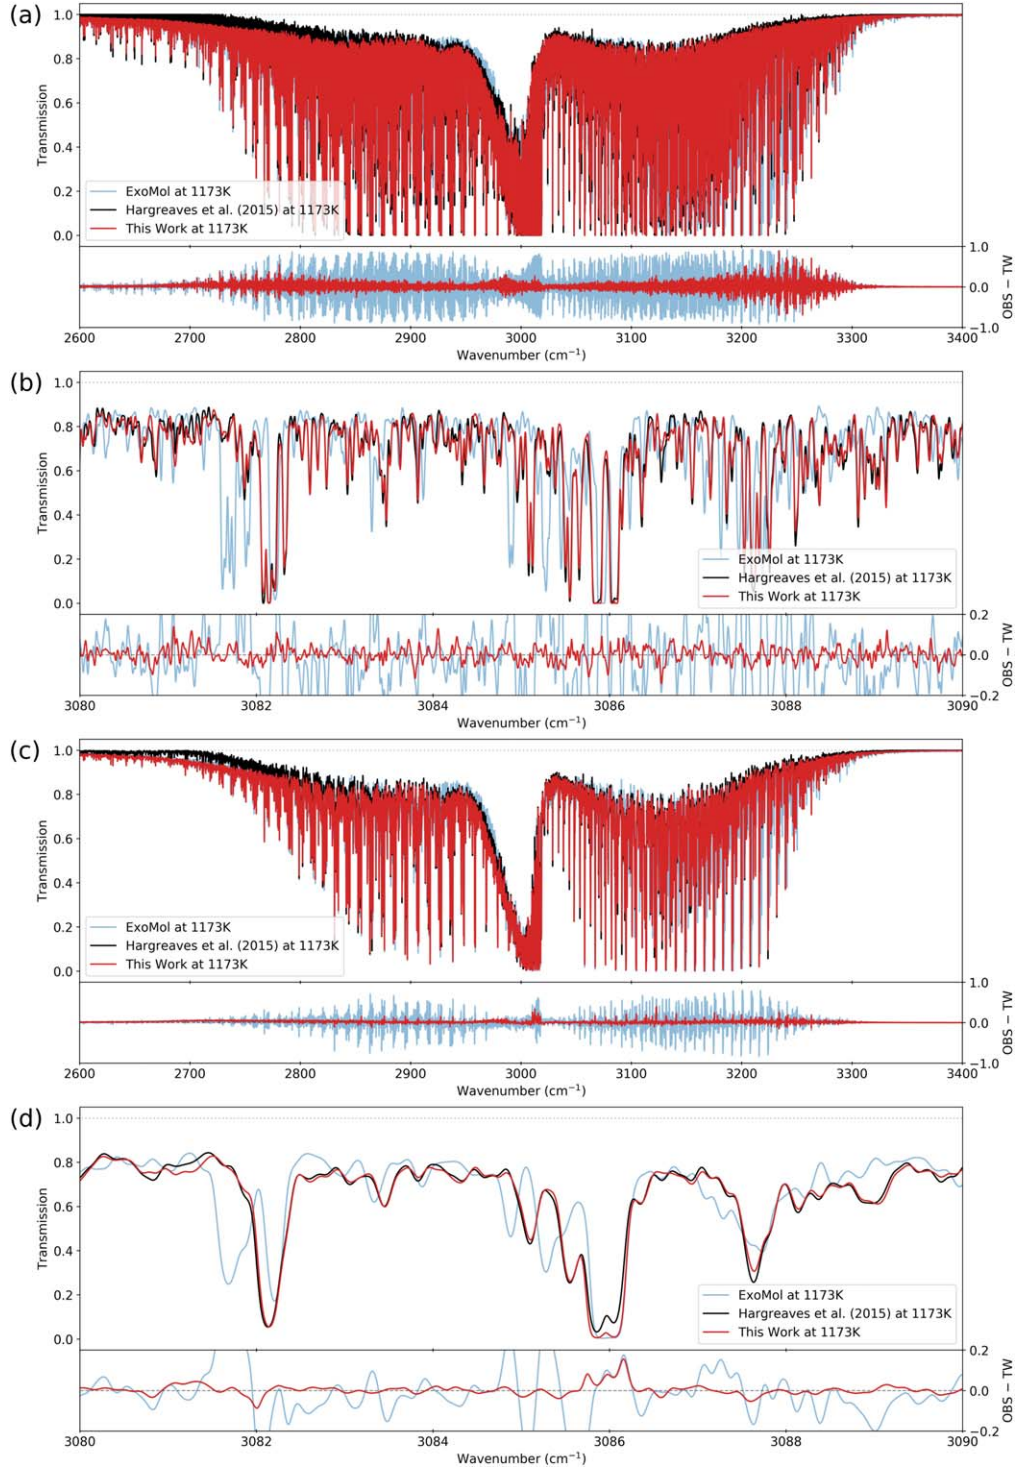 (a)
1.0
0.8
0.6
0.4
0.2
0.0
Transmission
ExoMol at 1173K
Hargreaves et al. (2015) at 1173K
This Work at 1173K
1.0
0.0
−1.0
OBS − TW
2600 2700 2800 2900 3000 3100 3200 3300 3400
Wavenumber (cm⁻¹)
(b)
1.0
0.8
0.6
0.4
0.2
0.0
Transmission
ExoMol at 1173K
Hargreaves et al. (2015) at 1173K
This Work at 1173K
0.2
0.0
−0.2
OBS − TW
3080 3082 3084 3086 3088 3090
Wavenumber (cm⁻¹)
(c)
1.0
0.8
0.6
0.4
0.2
0.0
Transmission
ExoMol at 1173K
Hargreaves et al. (2015) at 1173K
This Work at 1173K
1.0
0.0
−1.0
OBS − TW
2600 2700 2800 2900 3000 3100 3200 3300 3400
Wavenumber (cm⁻¹)
(d)
1.0
0.8
0.6
0.4
0.2
0.0
Transmission
ExoMol at 1173K
Hargreaves et al. (2015) at 1173K
This Work at 1173K
0.2
0.0
−0.2
OBS − TW
3080 3082 3084 3086 3088 3090
Wavenumber (cm⁻¹)